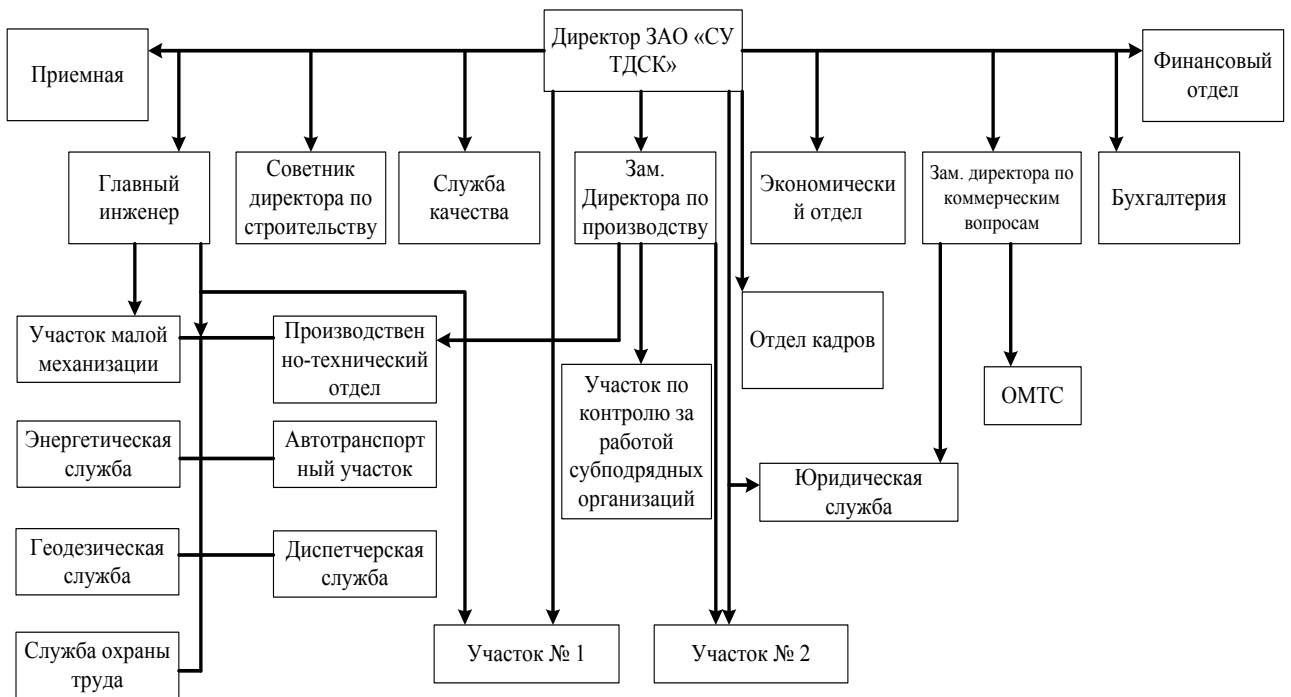 Директор ЗАО «СУ
ТДСК»
Приемная
Финансовый
отдел
Главный
инженер
Советник
директора по
строительству
Служба
качества
Зам.
Директора по
производству
Экономически
й отдел
Зам. директора по
коммерческим
вопросам
Бухгалтерия
Участок малой
механизации
Производствен
но-технический
отдел
Отдел кадров
Участок по
контролю за
работой
субподрядных
организаций
ОМТС
Энергетическая
служба
Автотранспорт
ный участок
Юридическая
служба
Геодезическая
служба
Диспетчерская
служба
Служба охраны
труда
Участок № 1
Участок № 2